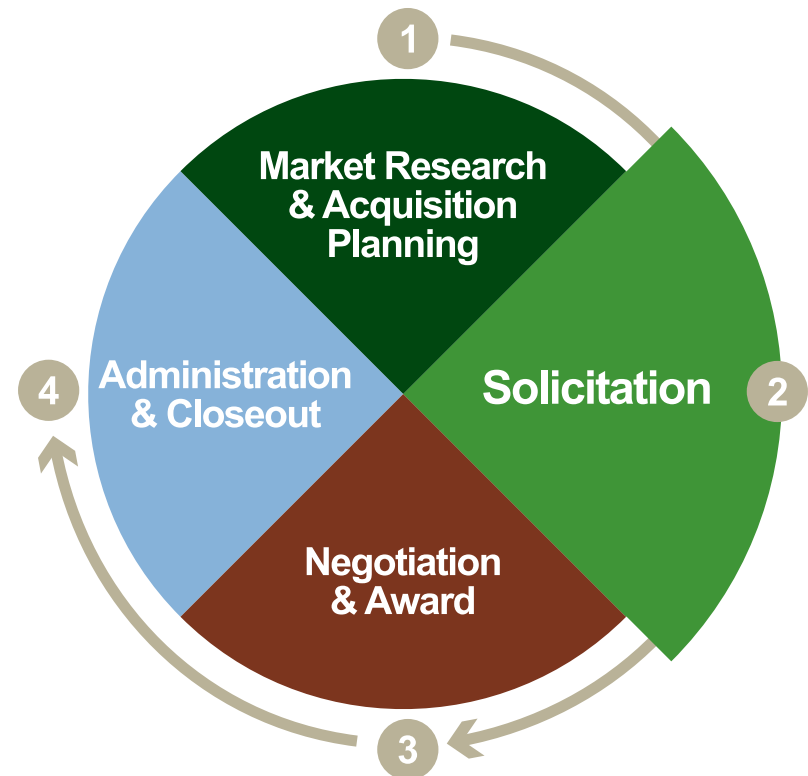 1
Market Research
& Acquisition
Planning
Solicitation
2
Negotiation
& Award
3
Administration
& Closeout
4